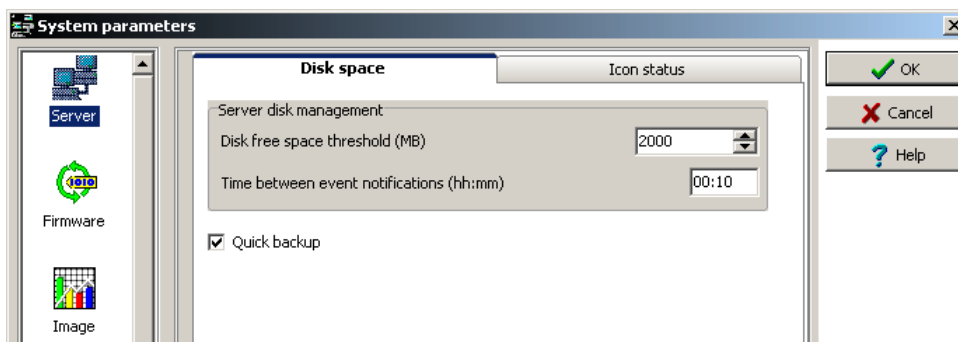 System parameters
Server
Firmware
Image
Disk space
Icon status
Server disk management
Disk free space threshold (MB)
2000
Time between event notifications (hh:mm)
00:10
Quick backup
OK
Cancel
Help